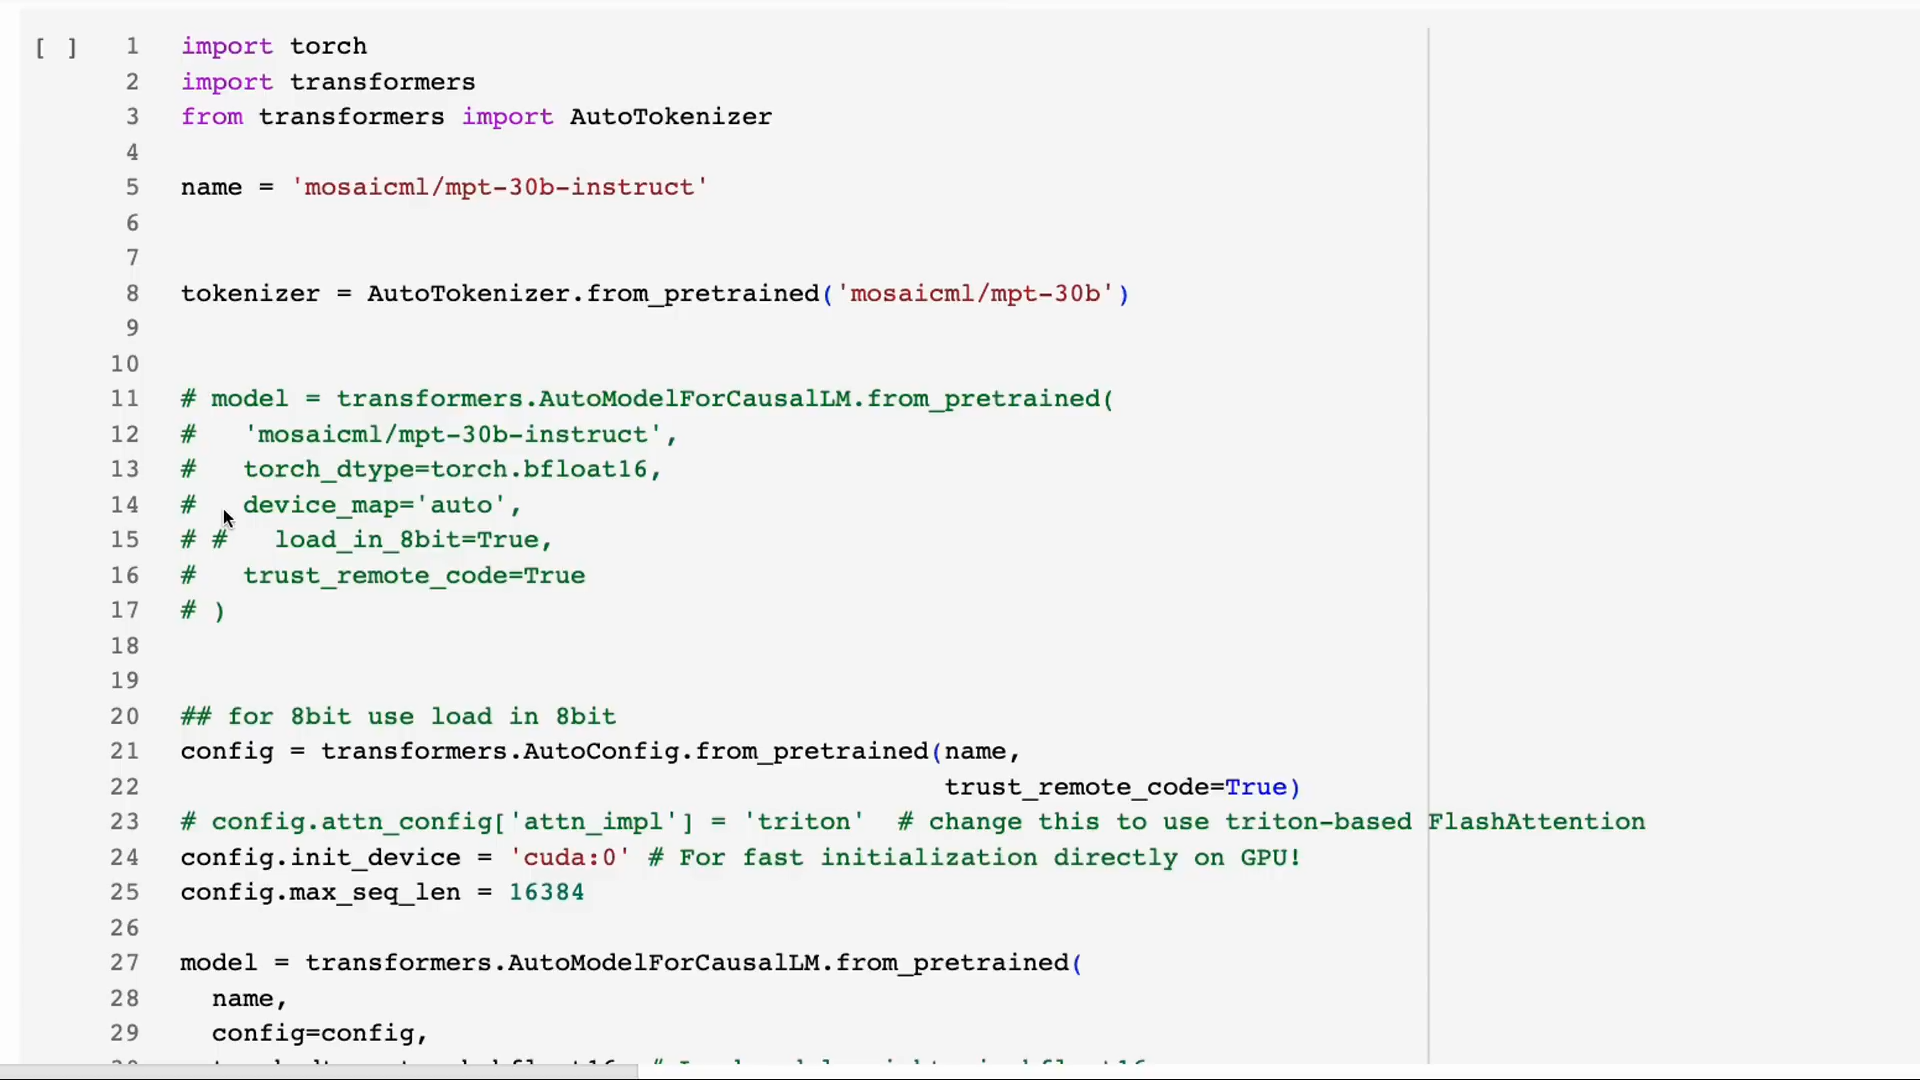 [ ] 1 import torch
2 import transformers
3 from transformers import AutoTokenizer
4
5 name = 'mosaicml/mpt-30b-instruct'
6
7
8 tokenizer = AutoTokenizer.from_pretrained('mosaicml/mpt-30b')
9
10
11 # model = transformers.AutoModelForCausalLM.from_pretrained(
12 #   'mosaicml/mpt-30b-instruct',
13 #   torch_dtype=torch.bfloat16,
14 #   device_map='auto',
15 # #   load_in_8bit=True,
16 #   trust_remote_code=True
17 # )
18
19
20 ## for 8bit use load in 8bit
21 config = transformers.AutoConfig.from_pretrained(name,
22                                                  trust_remote_code=True)
23 # config.attn_config['attn_impl'] = 'triton'  # change this to use triton-based FlashAttention
24 config.init_device = 'cuda:0' # For fast initialization directly on GPU!
25 config.max_seq_len = 16384
26
27 model = transformers.AutoModelForCausalLM.from_pretrained(
28   name,
29   config=config,